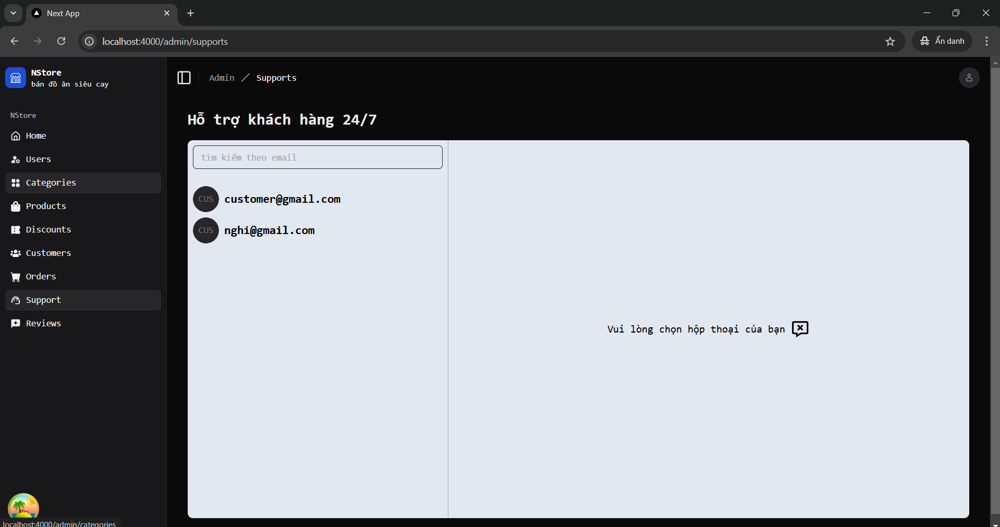 Next App
localhost:4000/admin/supports
Ẩn danh
NStore
bán đồ ăn siêu cay
NStore
Home
Users
Categories
Products
Discounts
Customers
Orders
Support
Reviews
Admin / Supports
Hỗ trợ khách hàng 24/7
tìm kiếm theo email
CUS customer@gmail.com
CUS nghi@gmail.com
Vui lòng chọn hộp thoại của bạn
localhost:4000/admin/categories